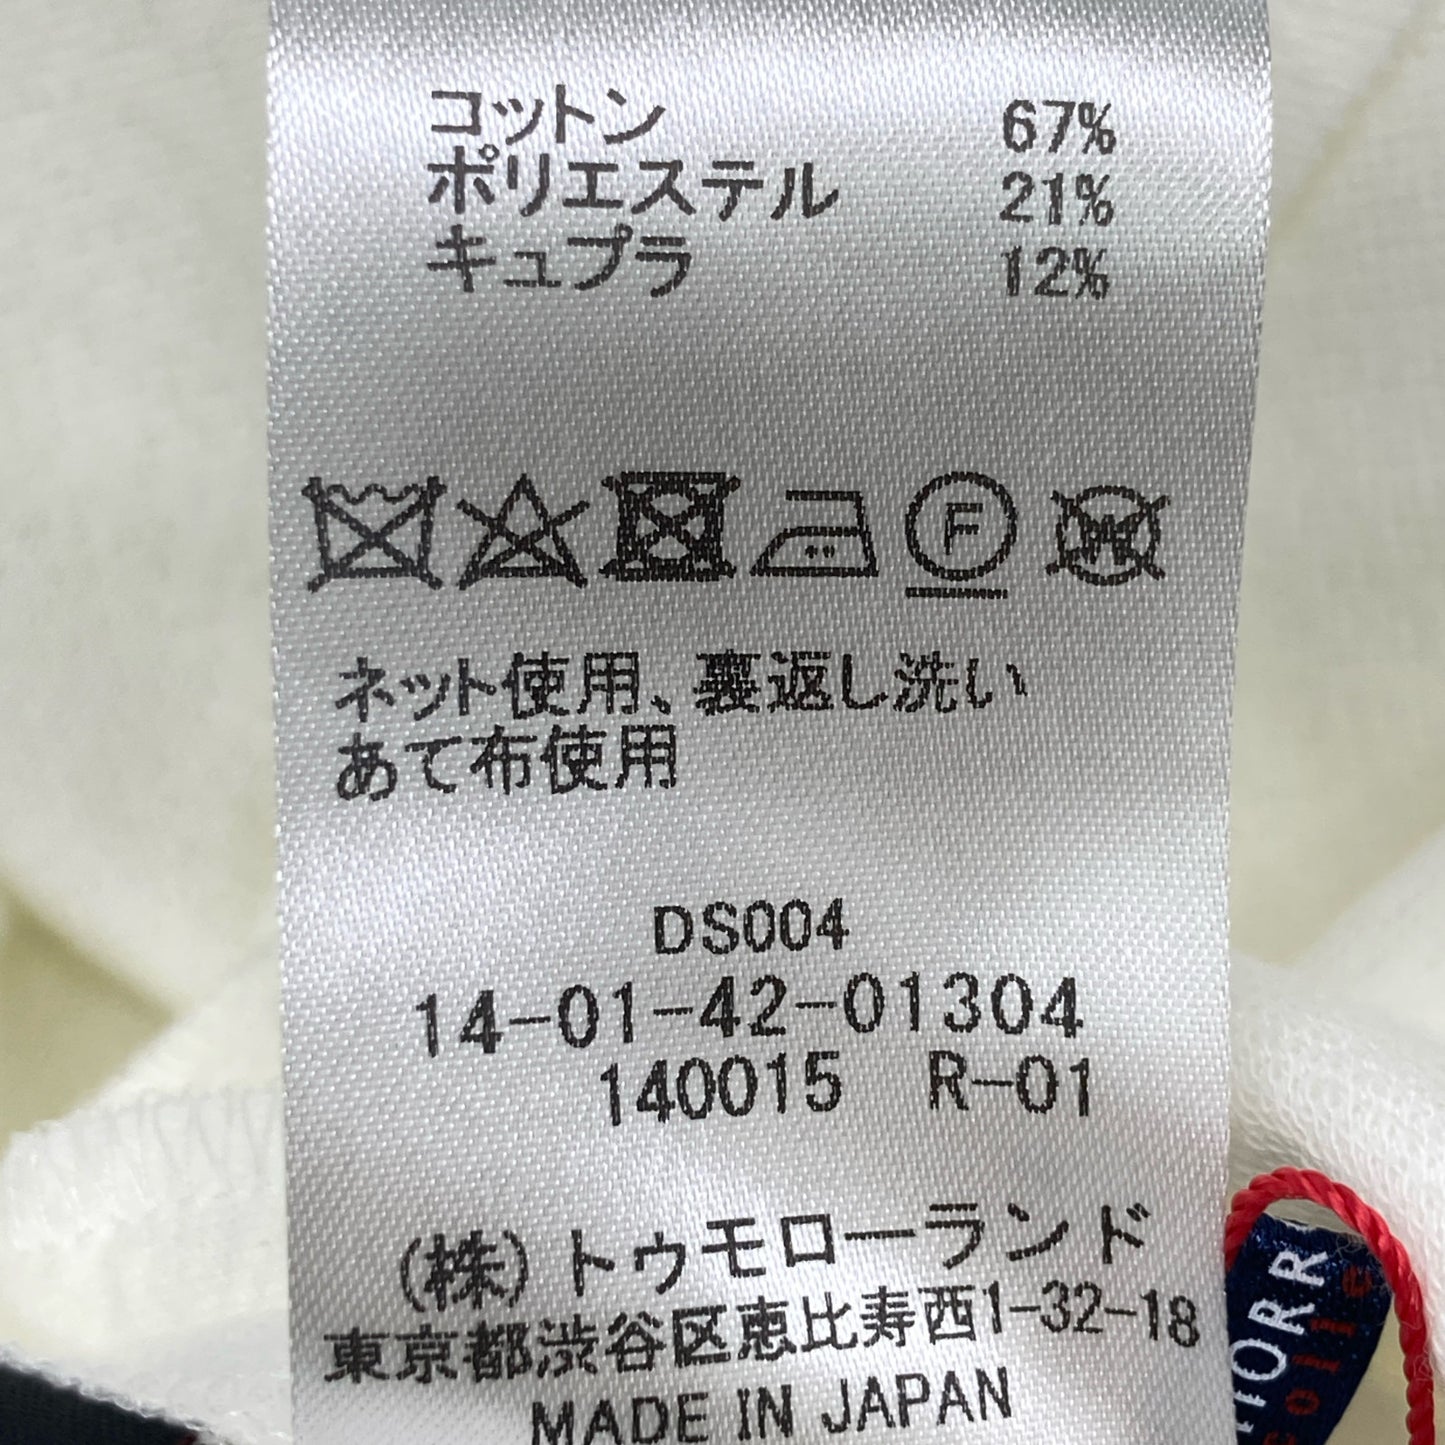 コットン 67%
ポリエステル 21%
キュプラ 12%
F
W
ネット使用、裏返し洗い
あて布使用
DS004
14-01-42-01304
140015 R-01
(株)トゥモローランド
東京都渋谷区恵比寿西1-32-18
MADE IN JAPAN